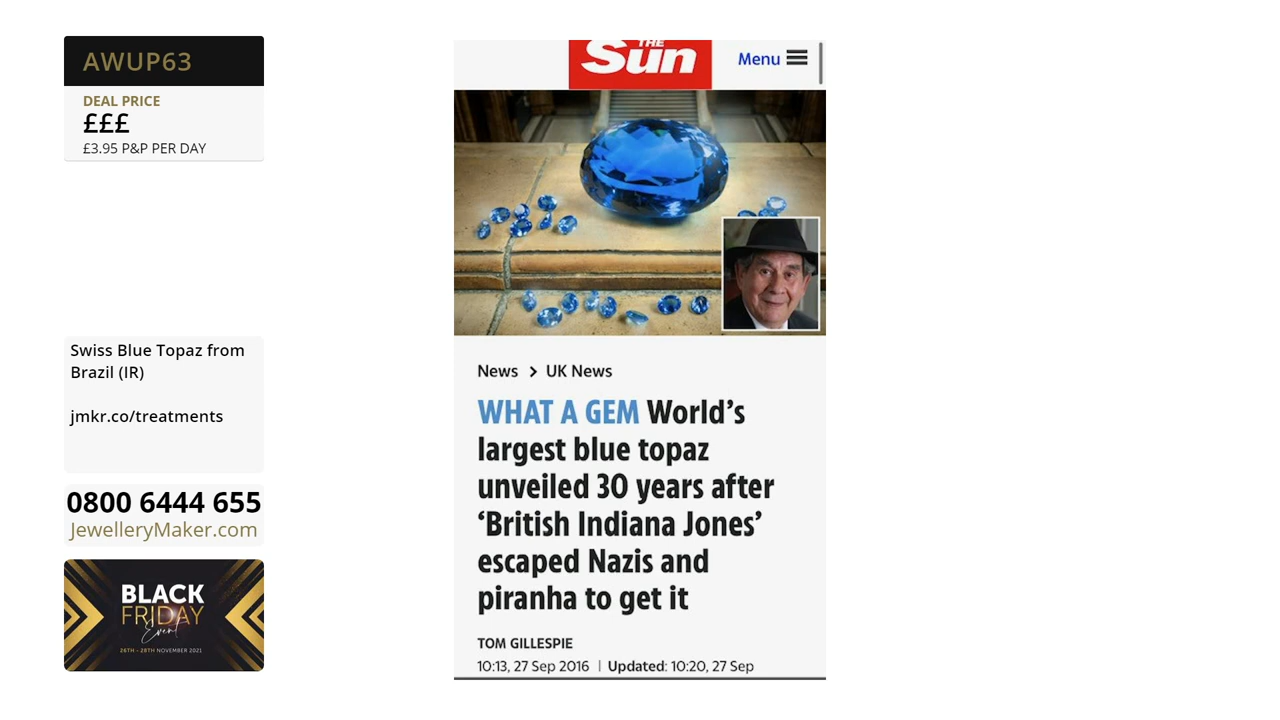 AWUP63
DEAL PRICE
£££
£3.95 P&P PER DAY
Swiss Blue Topaz from
Brazil (IR)
jmkr.co/treatments
0800 6444 655
JewelleryMaker.com
BLACK
FRIDAY
Event
26TH - 28TH NOVEMBER 2021
THE
Sun
Menu
News > UK News
WHAT A GEM World’s
largest blue topaz
unveiled 30 years after
‘British Indiana Jones’
escaped Nazis and
piranha to get it
TOM GILLESPIE
10:13, 27 Sep 2016 | Updated: 10:20, 27 Sep